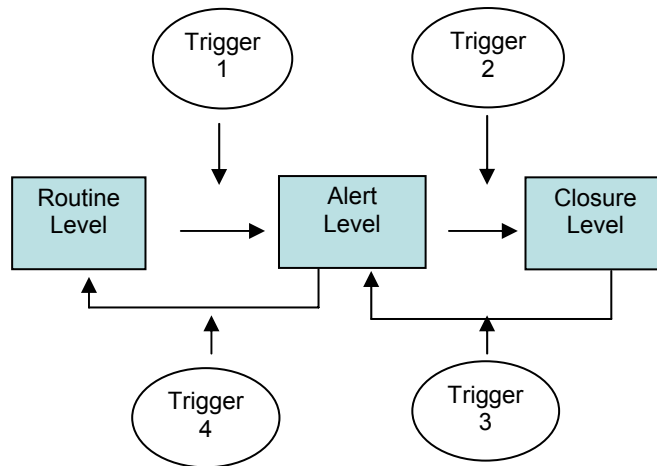 Trigger
1
Trigger
2
Routine
Level
Alert
Level
Closure
Level
Trigger
4
Trigger
3